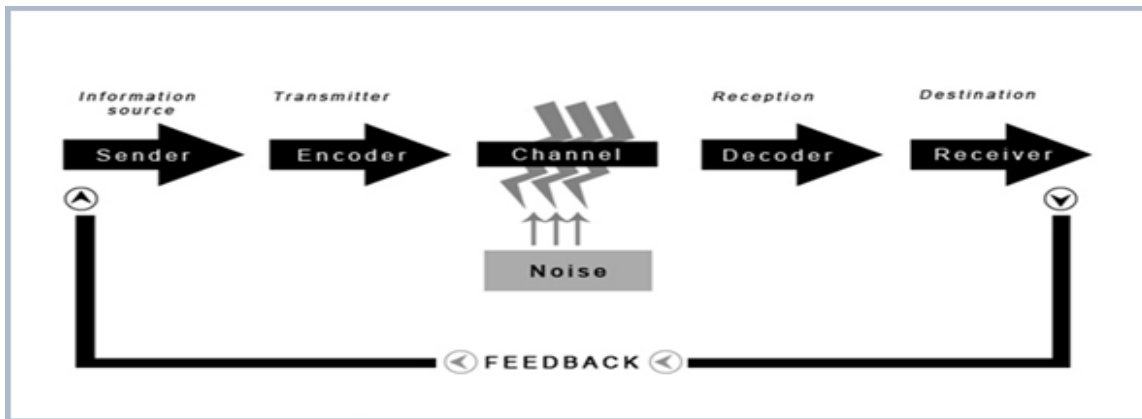 Information
source
Transmitter
Reception
Destination
Sender
Encoder
Channel
Decoder
Receiver
Noise
FEEDBACK